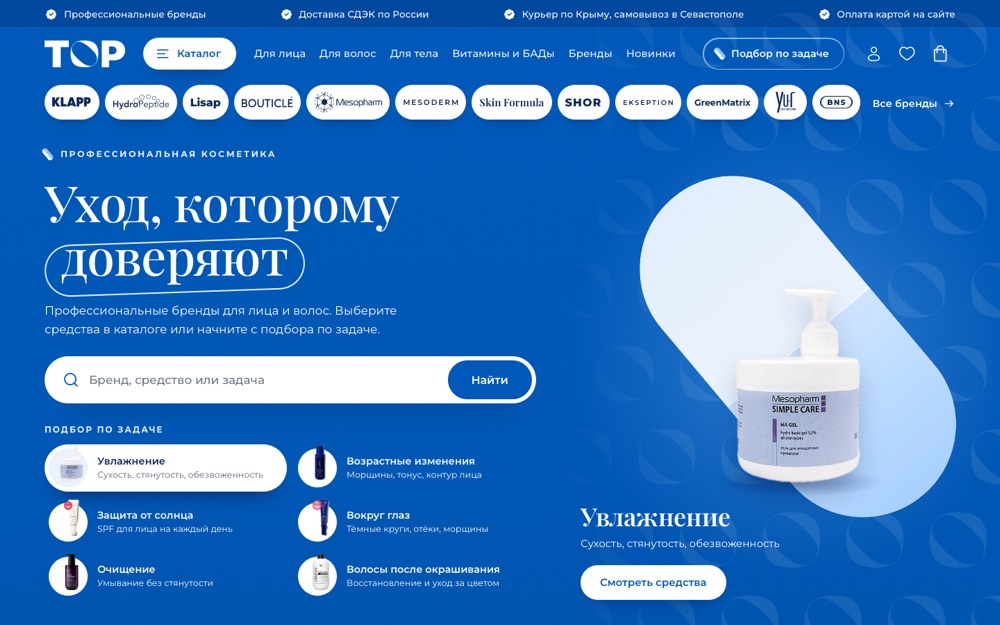 Профессиональные бренды
Доставка СДЭК по России
Курьер по Крыму, самовывоз в Севастополе
Оплата картой на сайте
TOP
Каталог
Для лица
Для волос
Для тела
Витамины и БАДы
Бренды
Новинки
Подбор по задаче
KLAPP
HydroPeptide
Lisap
BOUTICLÉ
Mesopharm
MESODERM
Skin Formula
SHOR
EKSEPTION
GreenMatrix
BNS
Все бренды →
ПРОФЕССИОНАЛЬНАЯ КОСМЕТИКА
Уход, которому
доверяют
Профессиональные бренды для лица и волос. Выберите
средства в каталоге или начните с подбора по задаче.
Бренд, средство или задача
Найти
ПОДБОР ПО ЗАДАЧЕ
Увлажнение
Сухость, стянутость, обезвоженность
Возрастные изменения
Морщины, тонус, контур лица
Защита от солнца
SPF для лица на каждый день
Вокруг глаз
Тёмные круги, отёки, морщины
Очищение
Умывание без стянутости
Волосы после окрашивания
Восстановление и уход за цветом
Mesopharm
SIMPLE CARE
HA-GEL
Увлажнение
Сухость, стянутость, обезвоженность
Смотреть средства